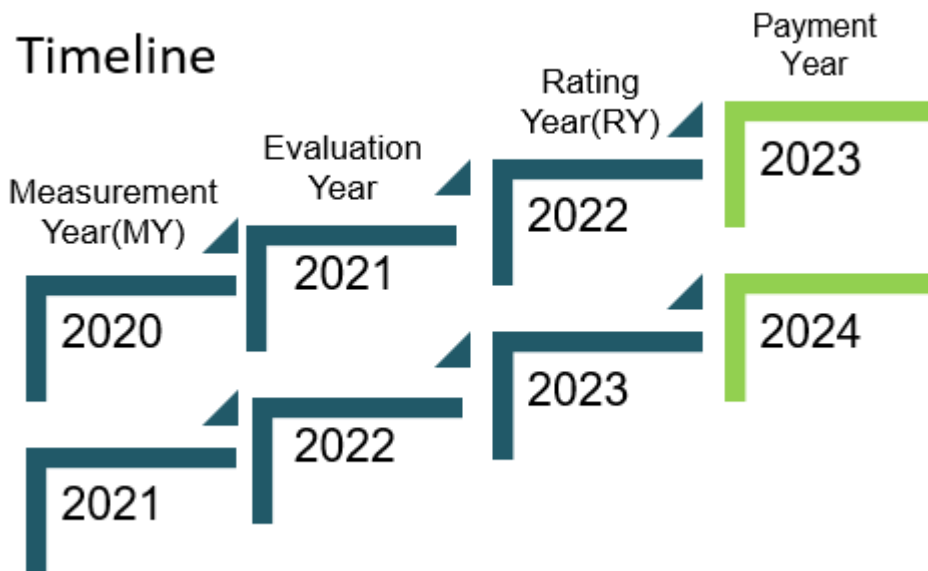 Timeline
Measurement
Year(MY)
Evaluation
Year
Rating
Year(RY)
Payment
Year
2020
2021
2022
2023
2021
2022
2023
2024